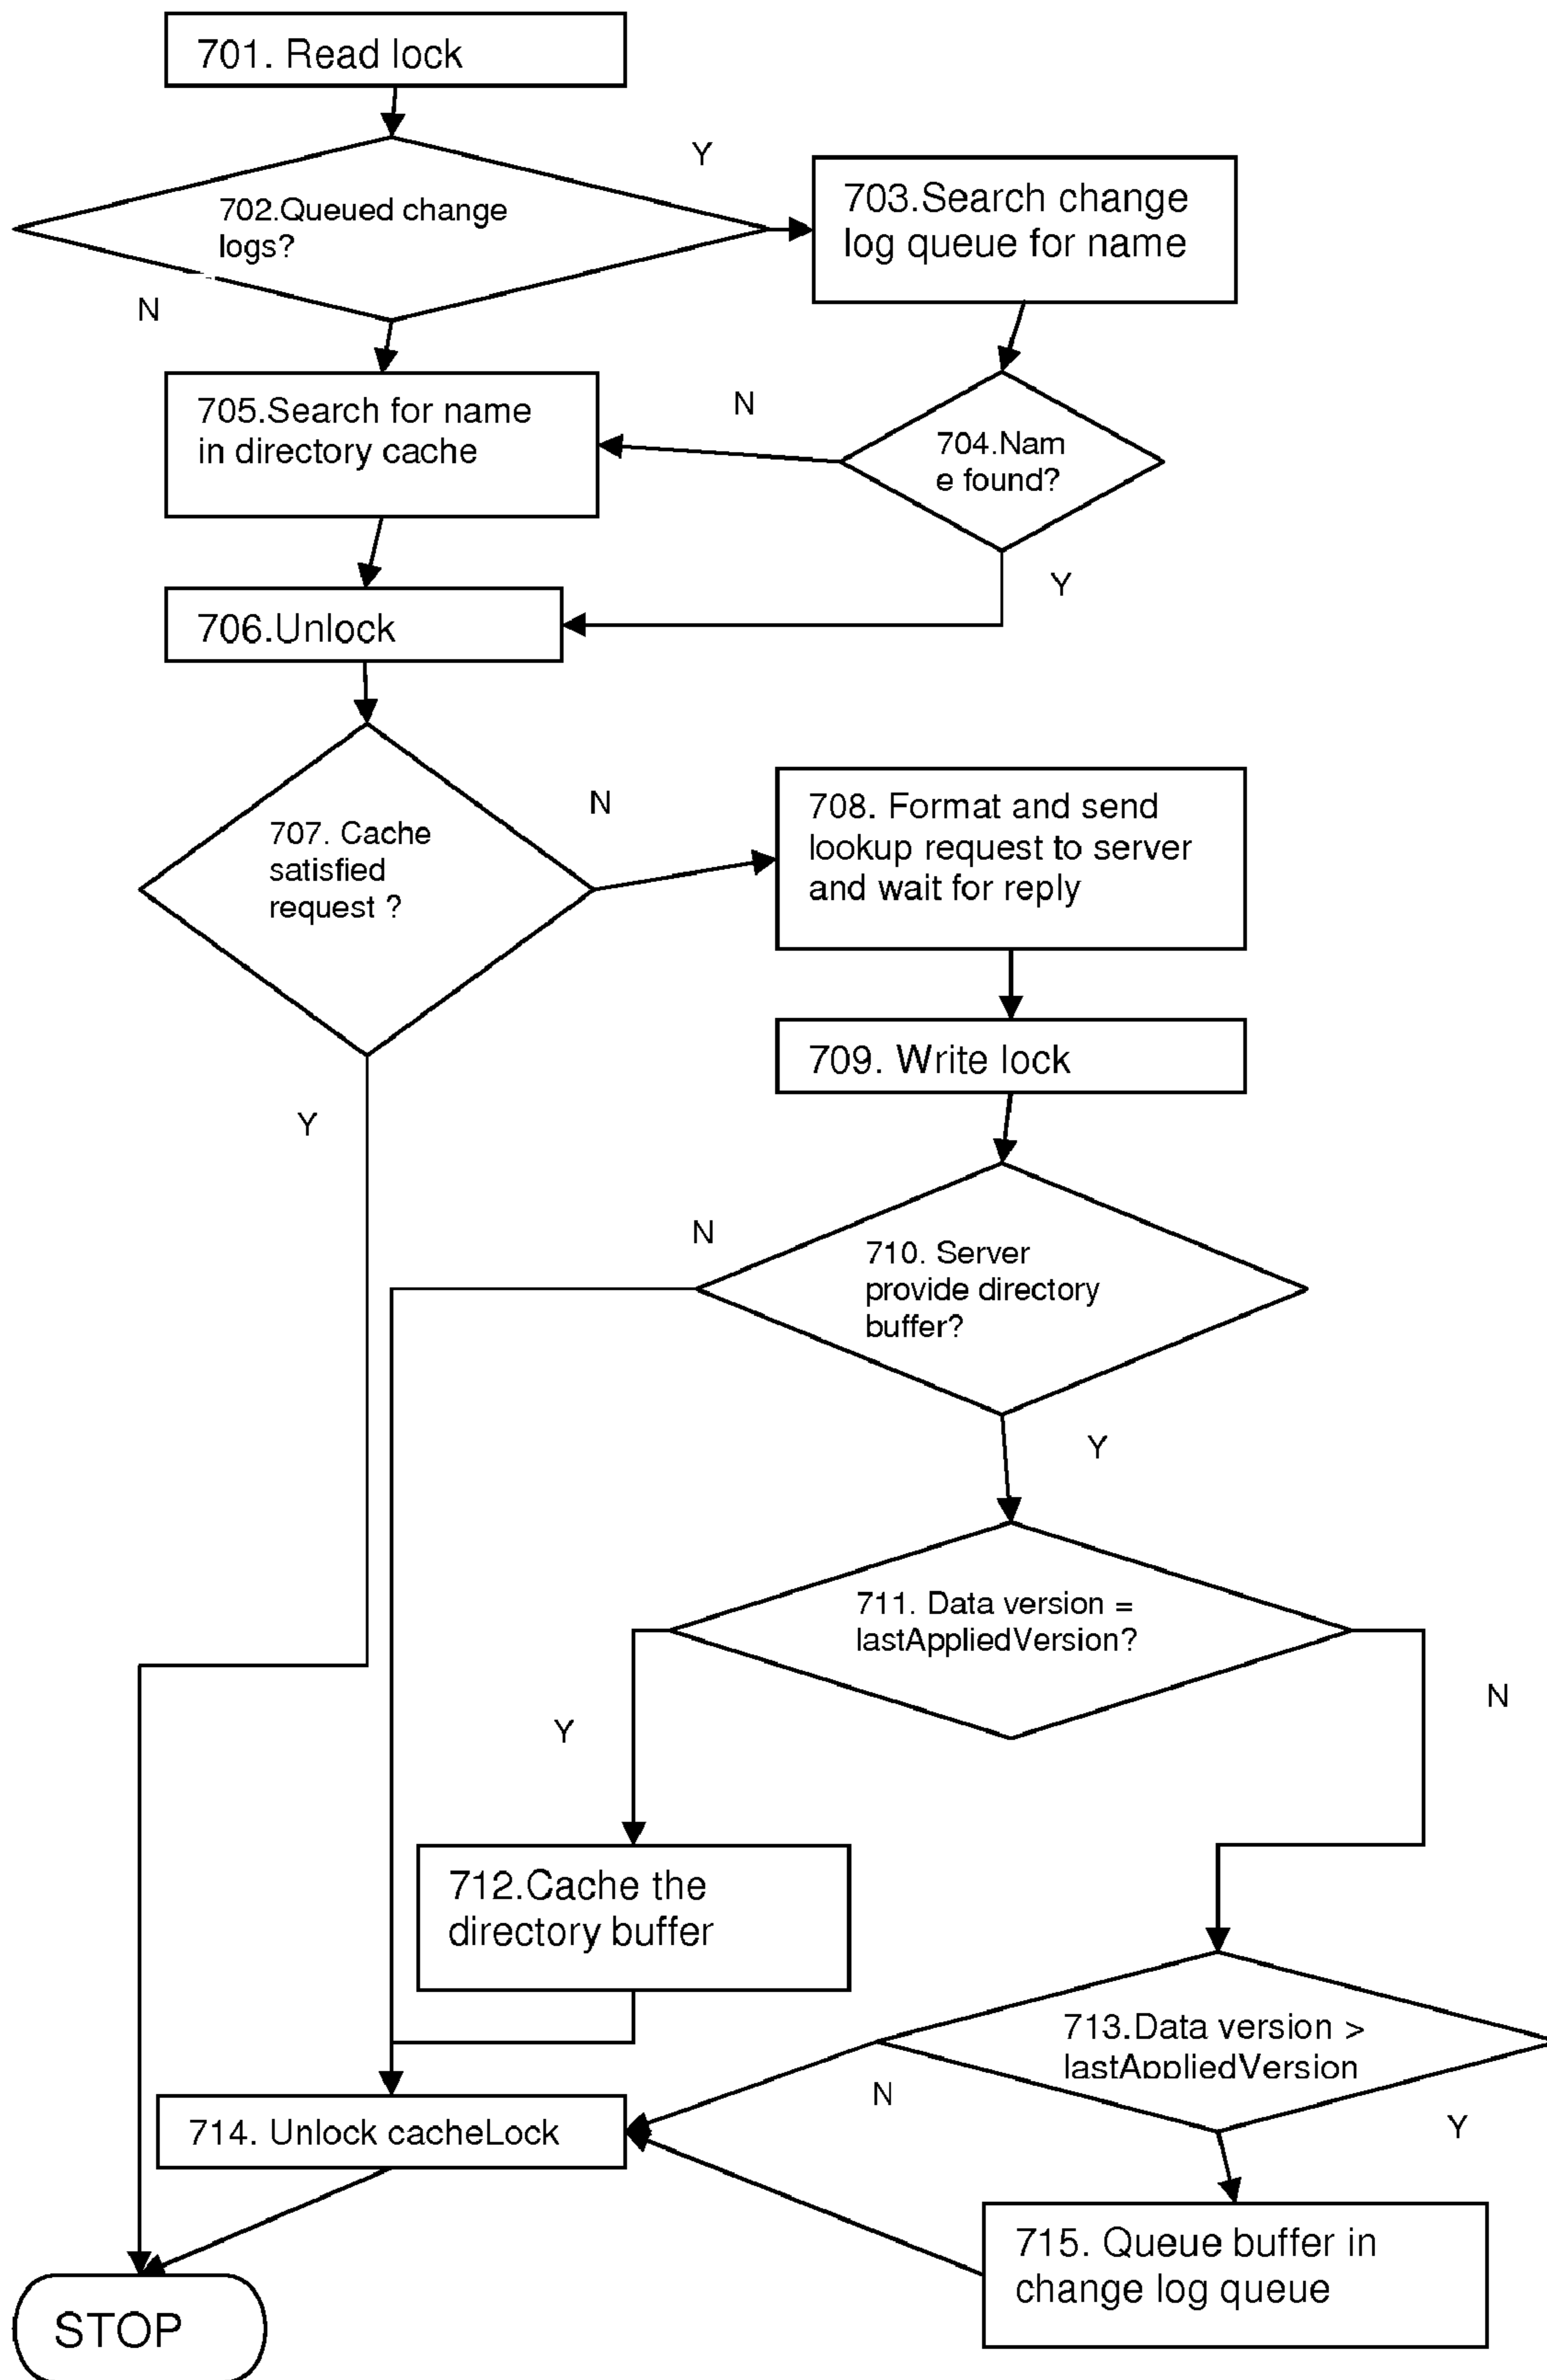 701. Read lock
Y
702.Queued change
logs?
703.Search change
log queue for name
N
705.Search for name
in directory cache
N
704.Nam
e found?
Y
706.Unlock
N
707. Cache
satisfied
request ?
708. Format and send
lookup request to server
and wait for reply
709. Write lock
Y
N
710. Server
provide directory
buffer?
Y
711. Data version =
lastAppliedVersion?
N
Y
712.Cache the
directory buffer
713.Data version >
lastAppliedVersion
N
Y
714. Unlock cacheLock
715. Queue buffer in
change log queue
STOP